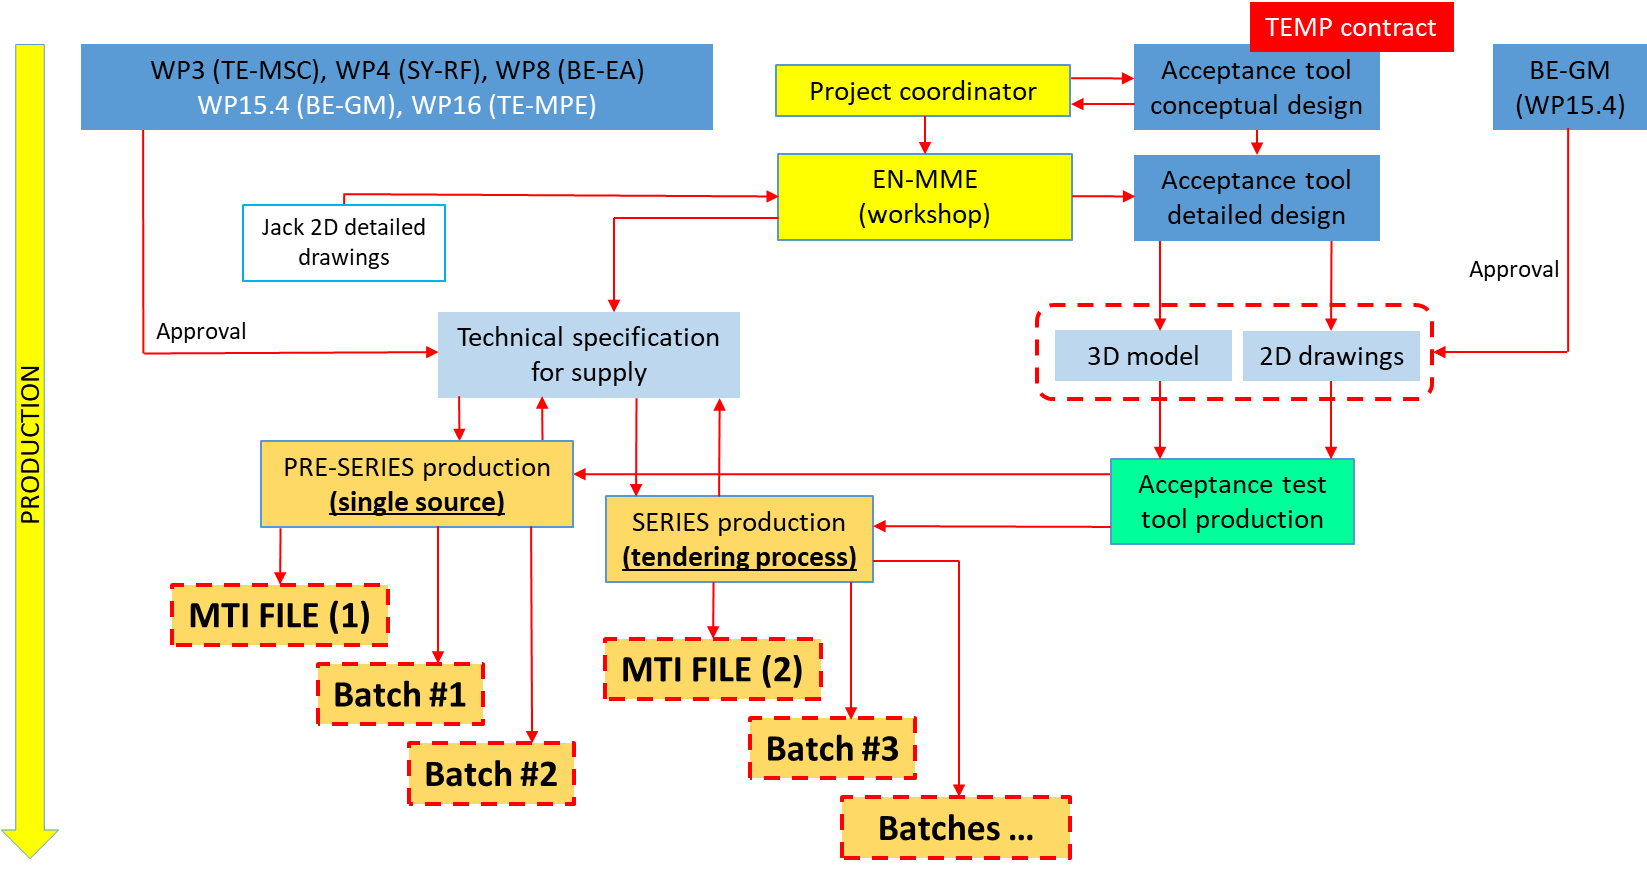 TEMP contract
WP3 (TE-MSC), WP4 (SY-RF), WP8 (BE-EA)
WP15.4 (BE-GM), WP16 (TE-MPE)
Project coordinator
Acceptance tool
conceptual design
BE-GM
(WP15.4)
EN-MME
(workshop)
Acceptance tool
detailed design
Jack 2D detailed
drawings
Approval
Approval
Technical specification
for supply
3D model
2D drawings
PRODUCTION
PRE-SERIES production
(single source)
SERIES production
(tendering process)
Acceptance test
tool production
MTI FILE (1)
Batch #1
Batch #2
MTI FILE (2)
Batch #3
Batches ...